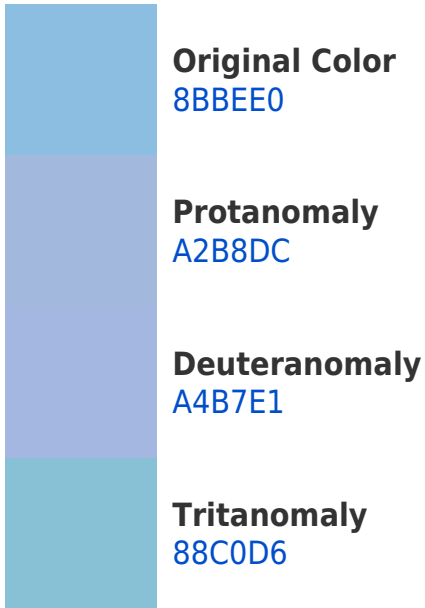 Original Color
8BBEE0
Protanomaly
A2B8DC
Deuteranomaly
A4B7E1
Tritanomaly
88C0D6